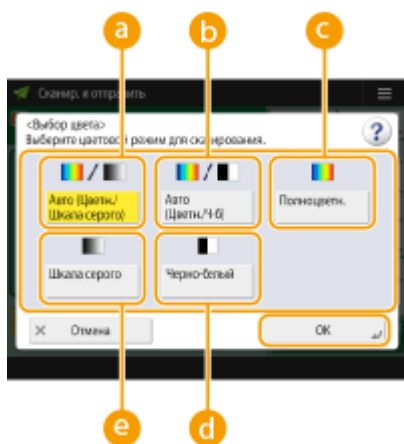 a b c
Сканир. и отправить
<Выбор цвета>
Выберите цветовой режим для сканирования.
?
Авто (Цветн./
Шкала серого)
Авто
(Цветн./Ч-б)
Полноцветн.
Шкала серого
Черно-белый
× Отмена
OK
e d